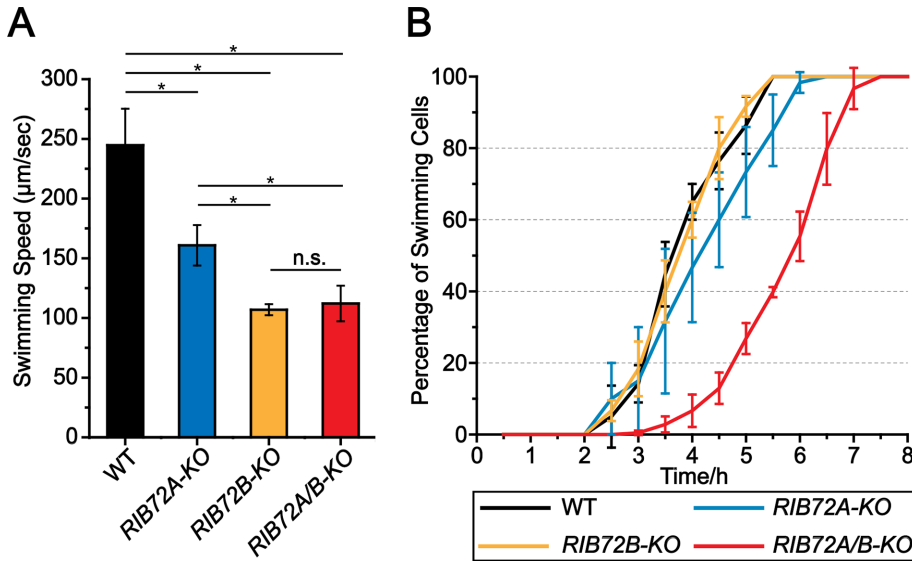 A
*
*
*
*
*
n.s.
Swimming Speed (μm/sec)
300
250
200
150
100
50
0
WT
RIB72A-KO
RIB72B-KO
RIB72A/B-KO
B
Percentage of Swimming Cells
100
80
60
40
20
0
0 1 2 3 4 5 6 7 8
Time/h
WT RIB72A-KO
RIB72B-KO RIB72A/B-KO